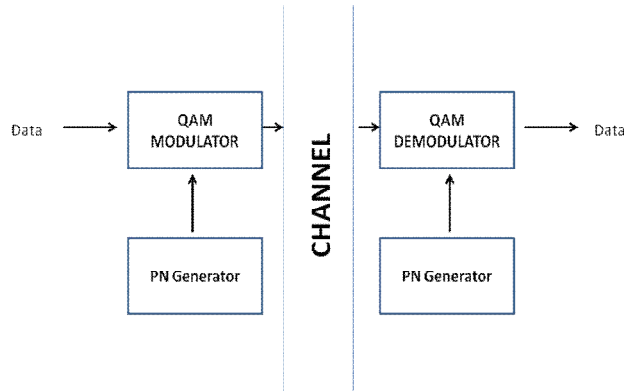 Data
QAM
MODULATOR
CHANNEL
QAM
DEMODULATOR
Data
PN Generator
PN Generator